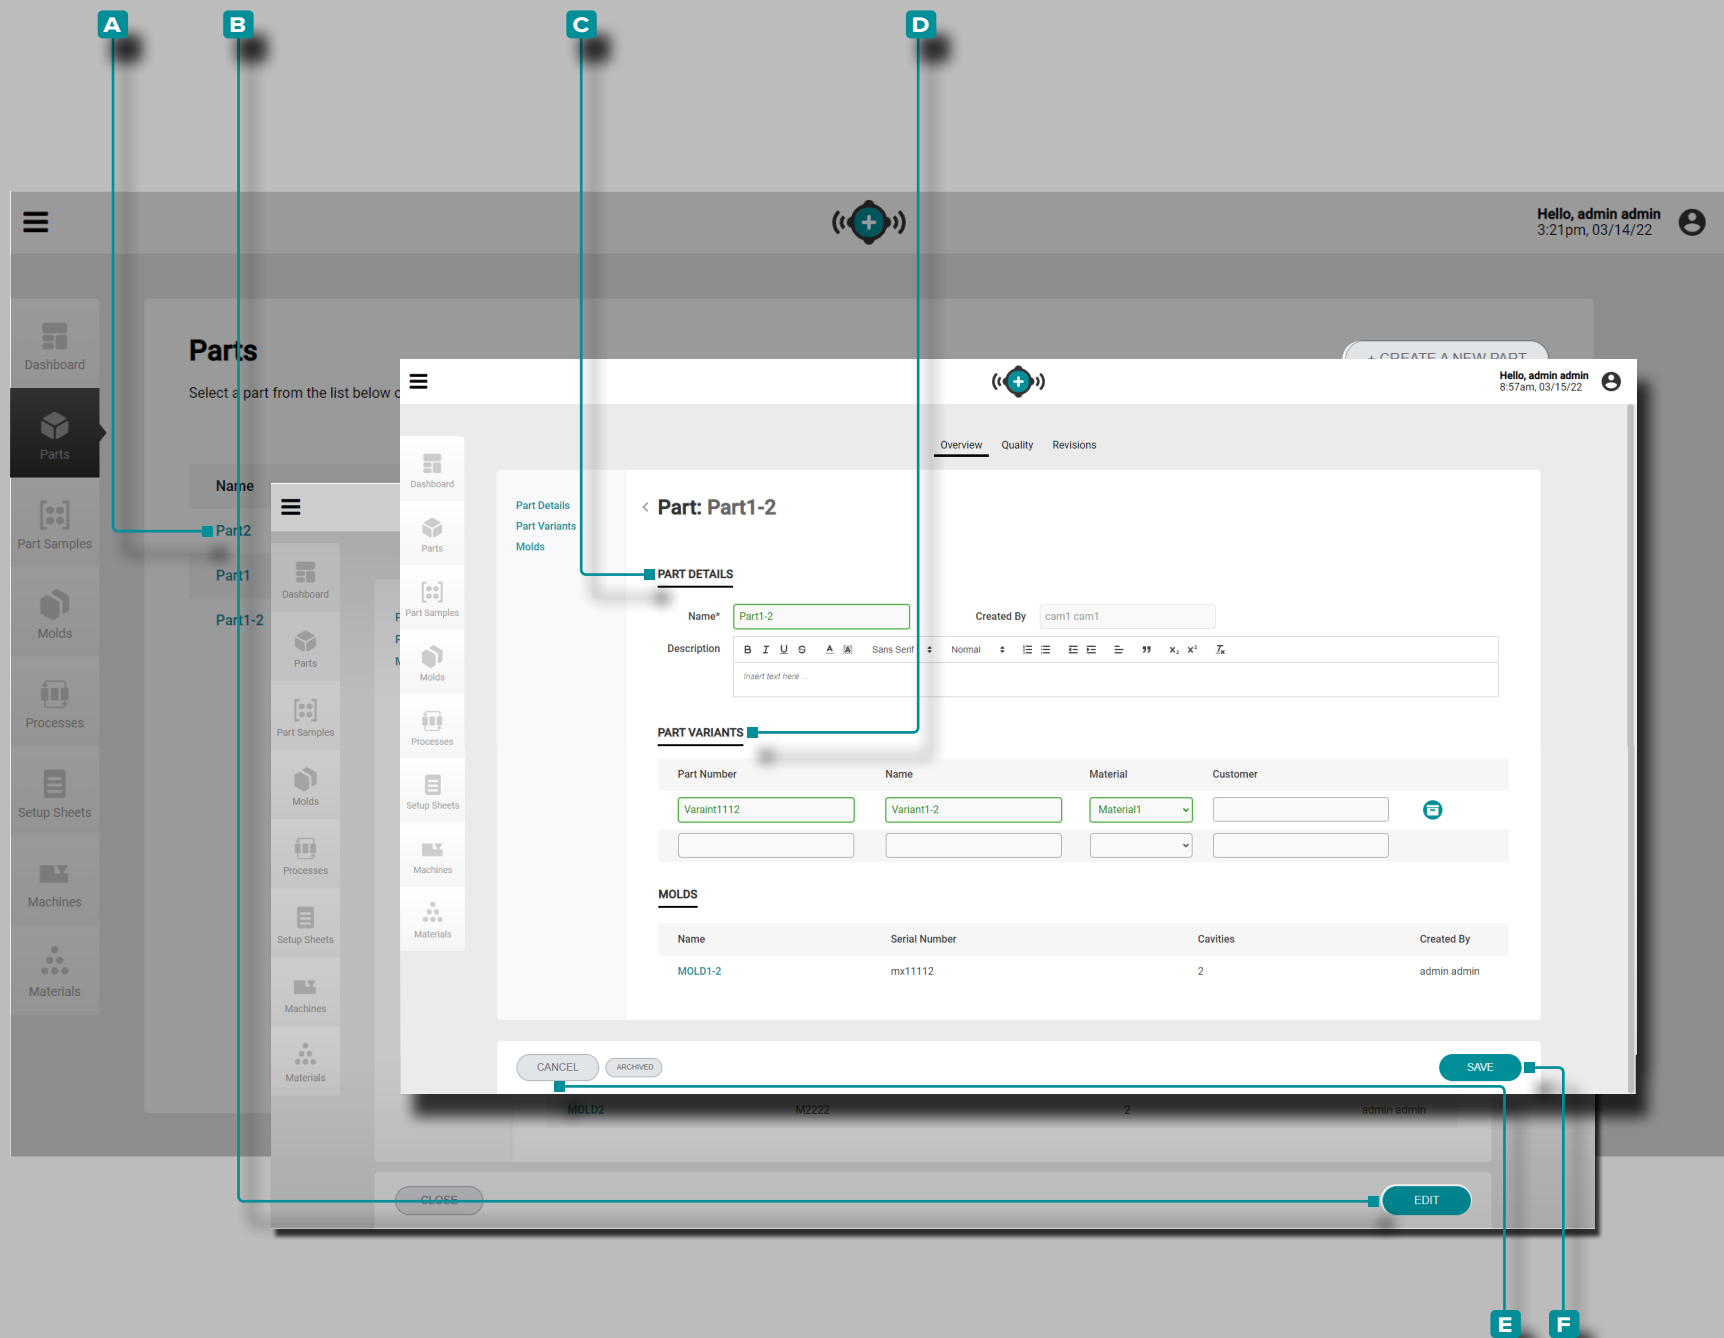 A B C D
Hello, admin admin
3:21pm, 03/14/22
Dashboard
Parts
Part Samples
Molds
Processes
Setup Sheets
Machines
Materials
Parts
+ CREATE A NEW PART
Select a part from the list below
Name
Part2
Part1
Part1-2
Dashboard
Parts
Part Samples
Molds
Processes
Setup Sheets
Machines
Materials
MOLD2 M2222 2 admin admin
CLOSE EDIT
Hello, admin admin
8:57am, 03/15/22
Dashboard
Parts
Part Samples
Molds
Processes
Setup Sheets
Machines
Materials
Overview Quality Revisions
Part Details
Part Variants
Molds
< Part: Part1-2
PART DETAILS
Name* Part1-2 Created By cam1 cam1
Description B I U S A A Sans Serif Normal
Insert text here ...
PART VARIANTS
Part Number Name Material Customer
Varaint1112 Variant1-2 Material1
MOLDS
Name Serial Number Cavities Created By
MOLD1-2 mx11112 2 admin admin
CANCEL ARCHIVED SAVE
E F